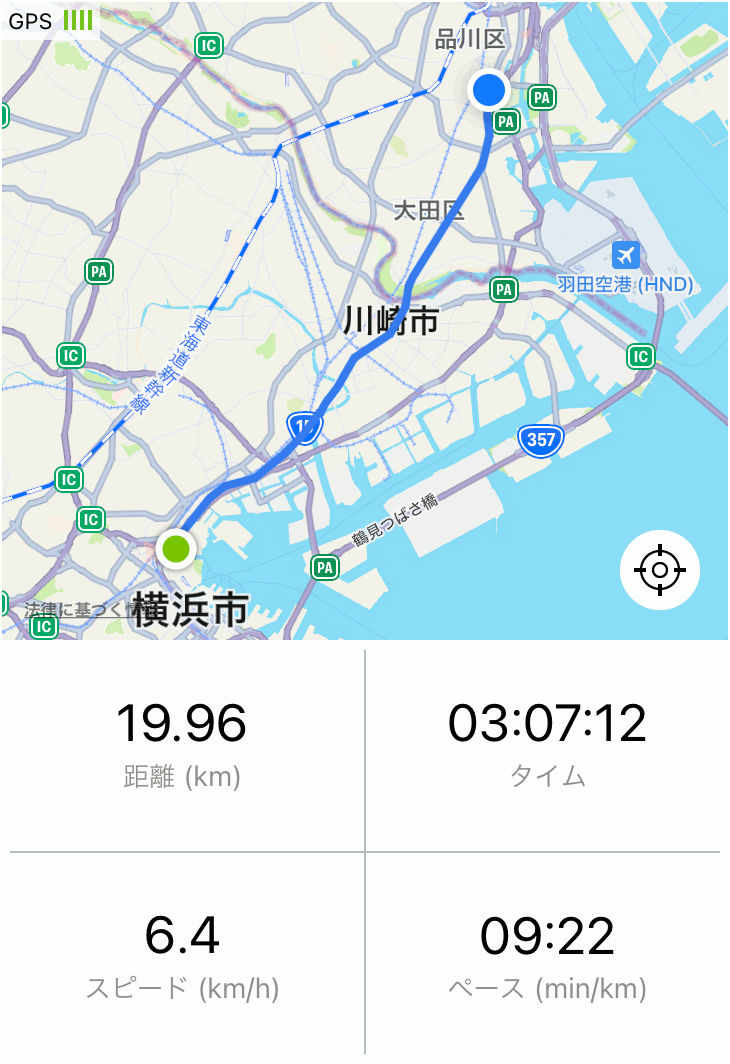 GPS
品川区
IC
PA
PA
大田区
PA
羽田空港 (HND)
PA
川崎市
IC
IC
東海道新幹線
15
357
IC
IC
鶴見つばさ橋
PA
法律に基づく情
横浜市
IC
19.96
距離 (km)
03:07:12
タイム
6.4
スピード (km/h)
09:22
ペース (min/km)